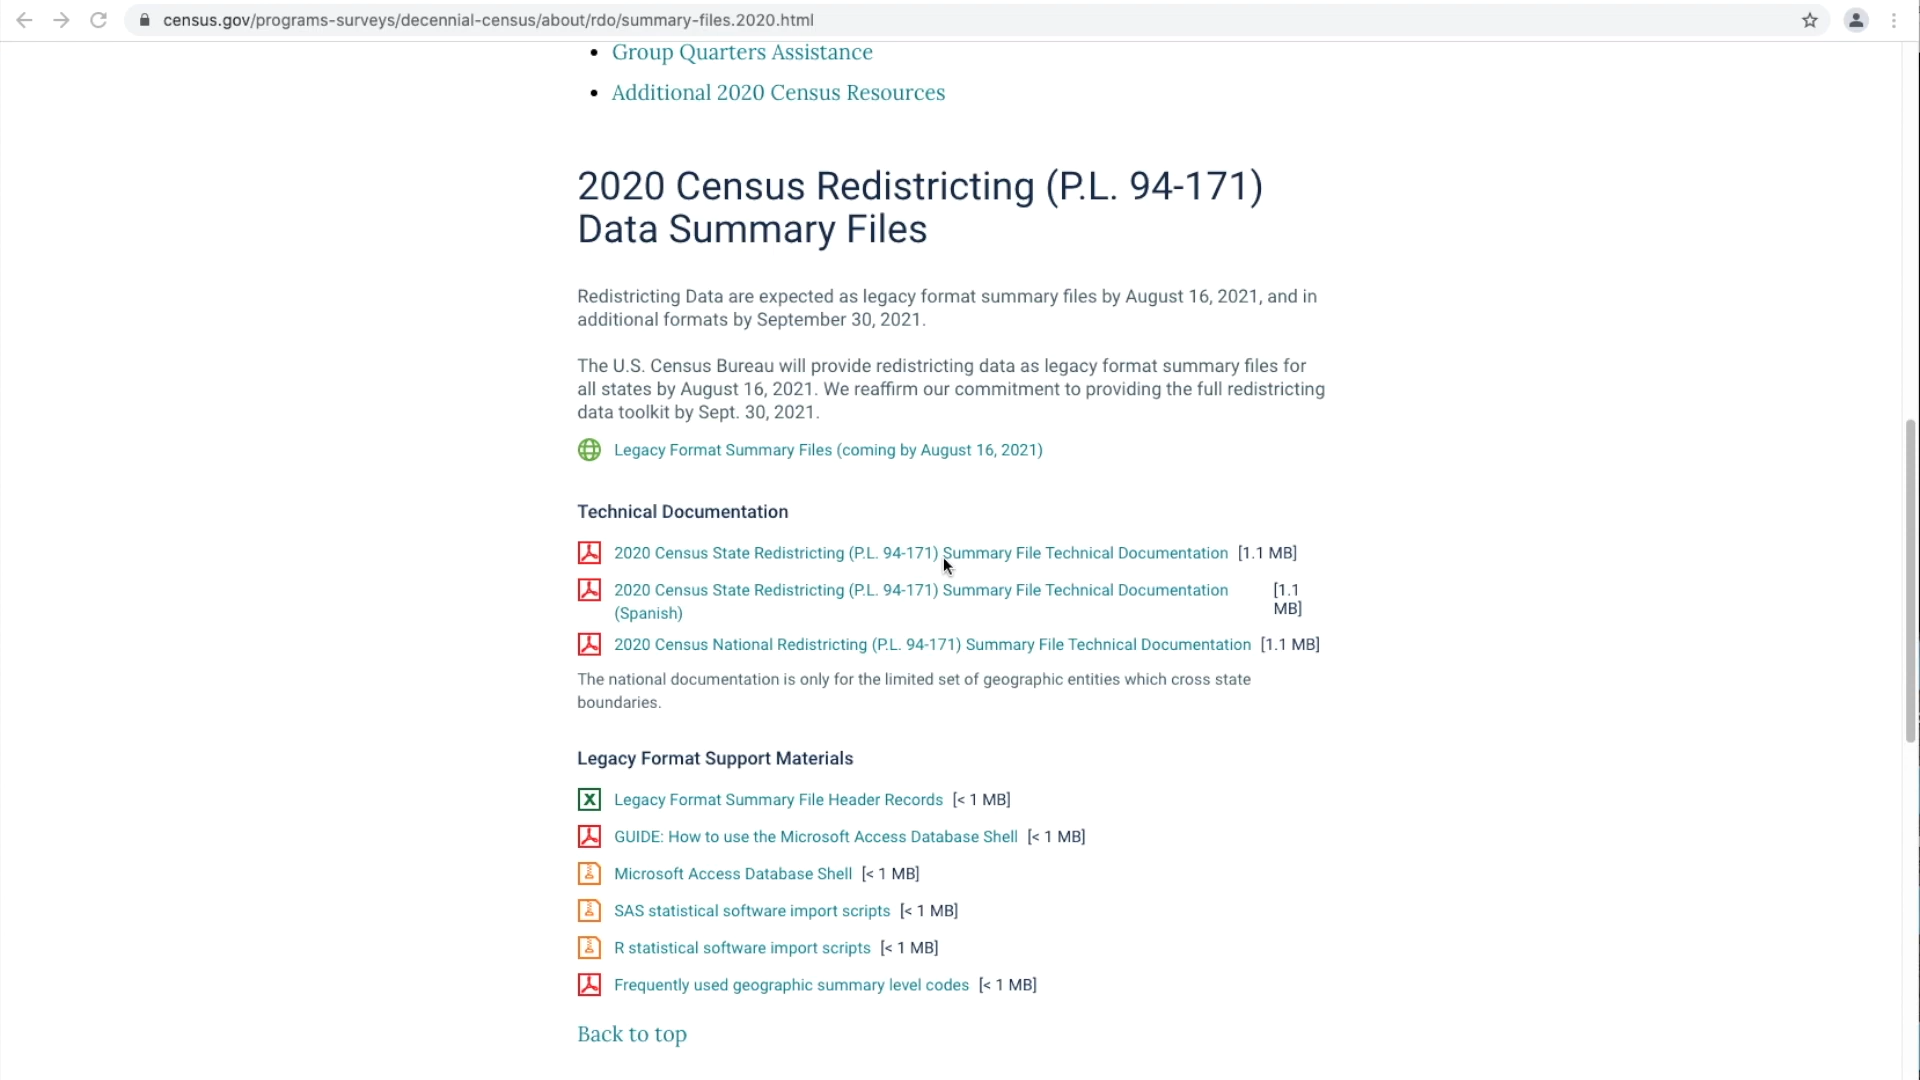 census.gov/programs-surveys/decennial-census/about/rdo/summary-files.2020.html
Group Quarters Assistance
Additional 2020 Census Resources
2020 Census Redistricting (P.L. 94-171)
Data Summary Files
Redistricting Data are expected as legacy format summary files by August 16, 2021, and in
additional formats by September 30, 2021.
The U.S. Census Bureau will provide redistricting data as legacy format summary files for
all states by August 16, 2021. We reaffirm our commitment to providing the full redistricting
data toolkit by Sept. 30, 2021.
Legacy Format Summary Files (coming by August 16, 2021)
Technical Documentation
2020 Census State Redistricting (P.L. 94-171) Summary File Technical Documentation [1.1 MB]
2020 Census State Redistricting (P.L. 94-171) Summary File Technical Documentation [1.1
(Spanish) MB]
2020 Census National Redistricting (P.L. 94-171) Summary File Technical Documentation [1.1 MB]
The national documentation is only for the limited set of geographic entities which cross state
boundaries.
Legacy Format Support Materials
Legacy Format Summary File Header Records [< 1 MB]
GUIDE: How to use the Microsoft Access Database Shell [< 1 MB]
Microsoft Access Database Shell [< 1 MB]
SAS statistical software import scripts [< 1 MB]
R statistical software import scripts [< 1 MB]
Frequently used geographic summary level codes [< 1 MB]
Back to top